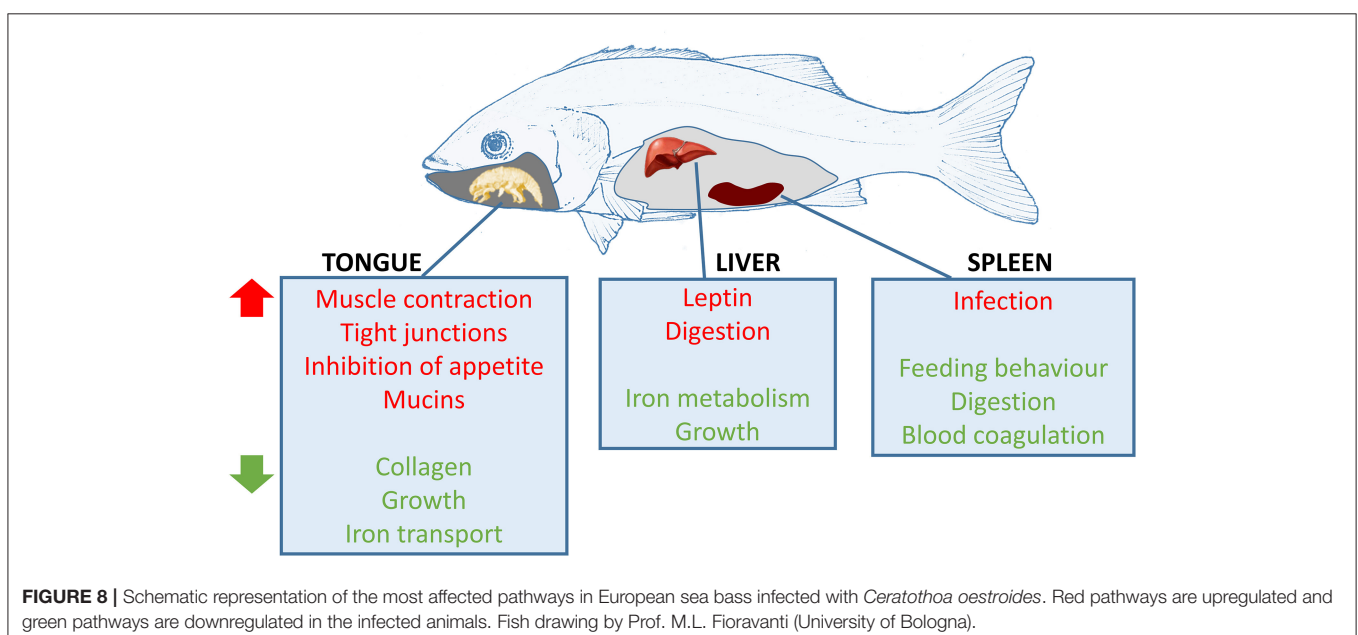 TONGUE
Muscle contraction
Tight junctions
Inhibition of appetite
Mucins
Collagen
Growth
Iron transport
LIVER
Leptin
Digestion
Iron metabolism
Growth
SPLEEN
Infection
Feeding behaviour
Digestion
Blood coagulation
FIGURE 8 | Schematic representation of the most affected pathways in European sea bass infected with Ceratothoa oestroides. Red pathways are upregulated and
green pathways are downregulated in the infected animals. Fish drawing by Prof. M.L. Fioravanti (University of Bologna).